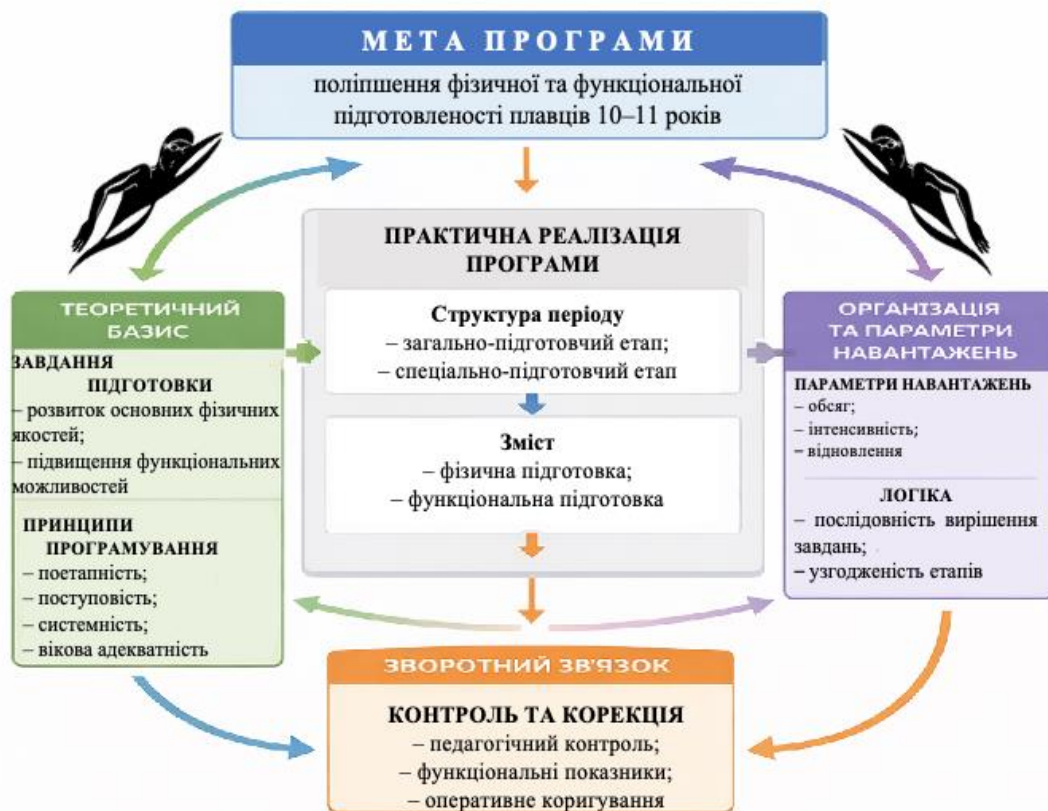 МЕТА ПРОГРАМИ
поліпшення фізичної та функціональної
підготовленості плавців 10–11 років
ПРАКТИЧНА РЕАЛІЗАЦІЯ
ПРОГРАМИ
Структура періоду
– загально-підготовчий етап;
– спеціально-підготовчий етап
Зміст
– фізична підготовка;
– функціональна підготовка
ТЕОРЕТИЧНИЙ
БАЗИС
ЗАВДАННЯ
ПІДГОТОВКИ
– розвиток основних фізичних
якостей;
– підвищення функціональних
можливостей
ПРИНЦИПИ
ПРОГРАМУВАННЯ
– поетапність;
– поступовість;
– системність;
– вікова адекватність
ОРГАНІЗАЦІЯ
ТА ПАРАМЕТРИ
НАВАНТАЖЕНЬ
ПАРАМЕТРИ НАВАНТАЖЕНЬ
– обсяг;
– інтенсивність;
– відновлення
ЛОГІКА
– послідовність вирішення
завдань;
– узгодженість етапів
ЗВОРОТНИЙ ЗВ'ЯЗОК
КОНТРОЛЬ ТА КОРЕКЦІЯ
– педагогічний контроль;
– функціональні показники;
– оперативне коригування